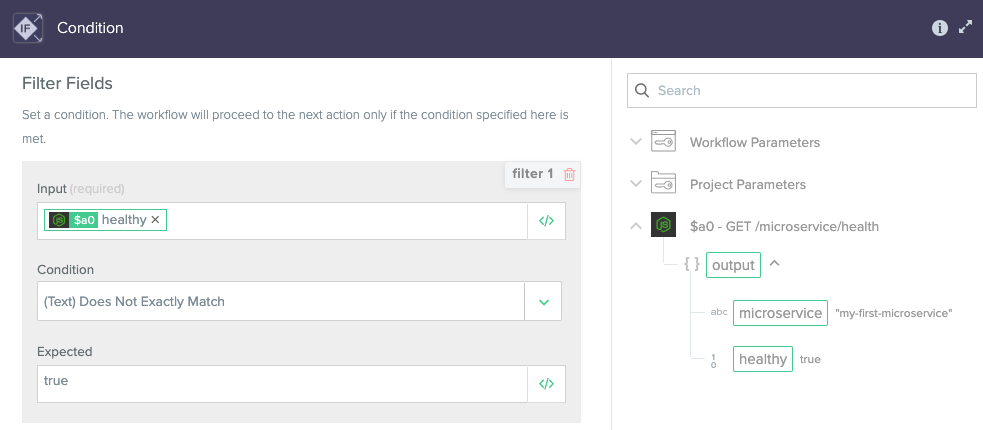 IF Condition
Filter Fields
Set a condition. The workflow will proceed to the next action only if the condition specified here is
met.
filter 1
Input (required)
$a0 healthy ×
</>
Condition
(Text) Does Not Exactly Match
Expected
true
</>
Search
Workflow Parameters
Project Parameters
$a0 - GET /microservice/health
{ } output
abc microservice "my-first-microservice"
1
0 healthy true